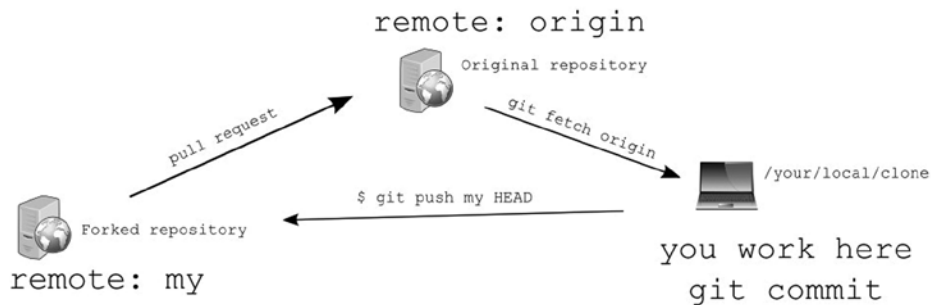 remote: origin
Original repository
pull request
git fetch origin
/your/local/clone
$ git push my HEAD
Forked repository
remote: my
you work here
git commit